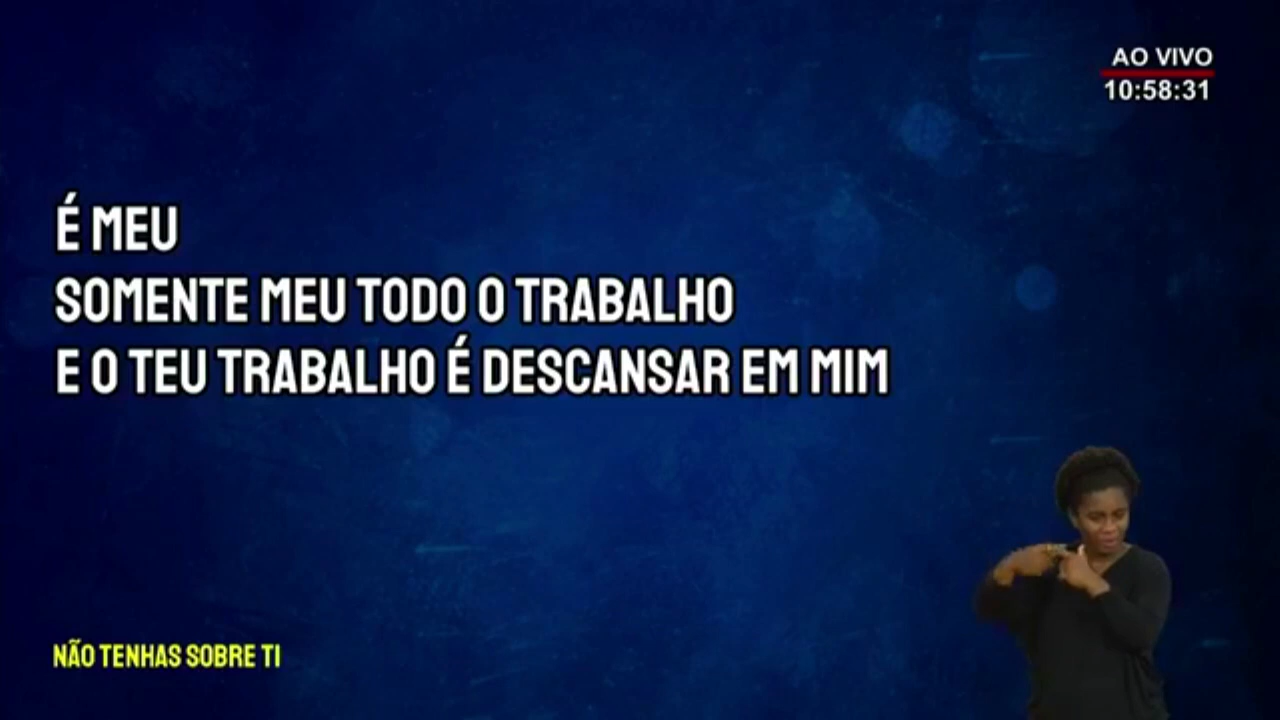 AO VIVO
10:58:31
É MEU
SOMENTE MEU TODO O TRABALHO
E O TEU TRABALHO É DESCANSAR EM MIM
NÃO TENHAS SOBRE TI